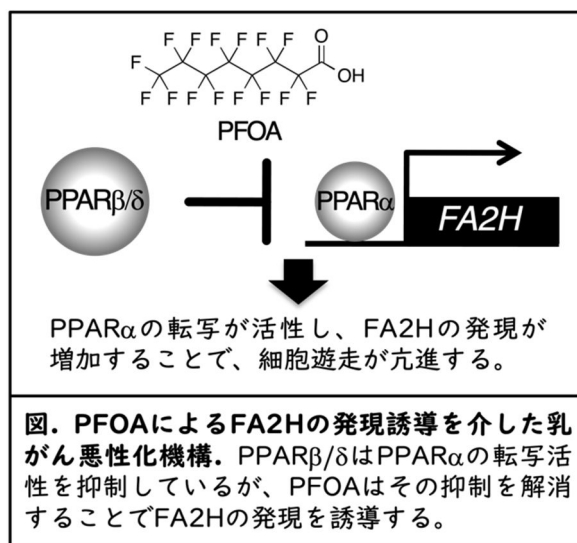 F F F F F F O
F
OH
F F F F F F F F
PFOA
PPARβ/δ
PPARα
FA2H
PPARαの転写が活性し、FA2Hの発現が
増加することで、細胞遊走が亢進する。
図. PFOAによるFA2Hの発現誘導を介した乳
がん悪性化機構. PPARβ/δはPPARαの転写活
性を抑制しているが、PFOAはその抑制を解消
することでFA2Hの発現を誘導する。